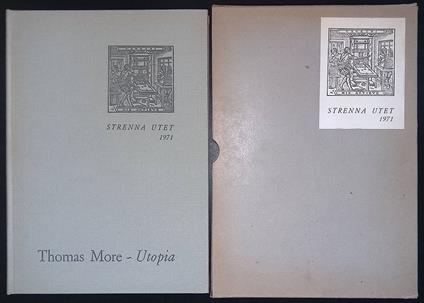 STRENNA UTET
1971
Thomas More - Utopia
STRENNA UTET
1971